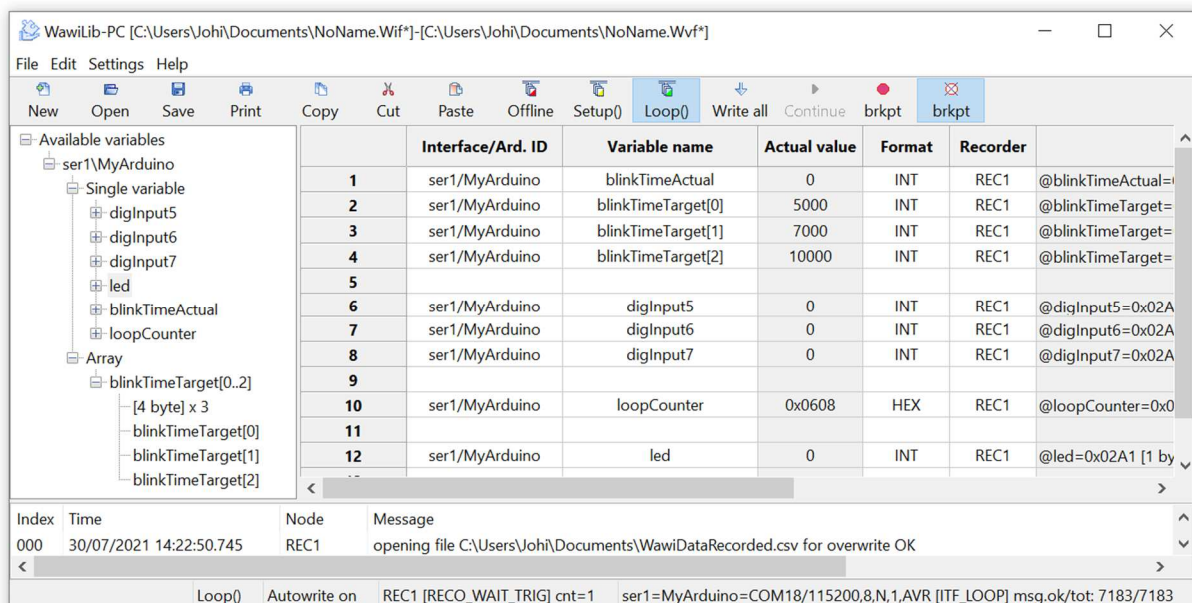 WawiLib-PC [C:\Users\Johi\Documents\NoName.Wif*]-[C:\Users\Johi\Documents\NoName.Wvf*]
File Edit Settings Help
New Open Save Print Copy Cut Paste Offline Setup() Loop() Write all Continue brkpt brkpt
Available variables
ser1\MyArduino
Single variable
digInput5
digInput6
digInput7
led
blinkTimeActual
loopCounter
Array
blinkTimeTarget[0..2]
[4 byte] x 3
blinkTimeTarget[0]
blinkTimeTarget[1]
blinkTimeTarget[2]
Interface/Ard. ID Variable name Actual value Format Recorder
1 ser1/MyArduino blinkTimeActual 0 INT REC1 @blinkTimeActual=
2 ser1/MyArduino blinkTimeTarget[0] 5000 INT REC1 @blinkTimeTarget=
3 ser1/MyArduino blinkTimeTarget[1] 7000 INT REC1 @blinkTimeTarget=
4 ser1/MyArduino blinkTimeTarget[2] 10000 INT REC1 @blinkTimeTarget=
5
6 ser1/MyArduino digInput5 0 INT REC1 @digInput5=0x02A
7 ser1/MyArduino digInput6 0 INT REC1 @digInput6=0x02A
8 ser1/MyArduino digInput7 0 INT REC1 @digInput7=0x02A
9
10 ser1/MyArduino loopCounter 0x0608 HEX REC1 @loopCounter=0x0
11
12 ser1/MyArduino led 0 INT REC1 @led=0x02A1 [1 by
Index Time Node Message
000 30/07/2021 14:22:50.745 REC1 opening file C:\Users\Johi\Documents\WawiDataRecorded.csv for overwrite OK
Loop() Autowrite on REC1 [RECO_WAIT_TRIG] cnt=1 ser1=MyArduino=COM18/115200,8,N,1,AVR [ITF_LOOP] msg.ok/tot: 7183/7183